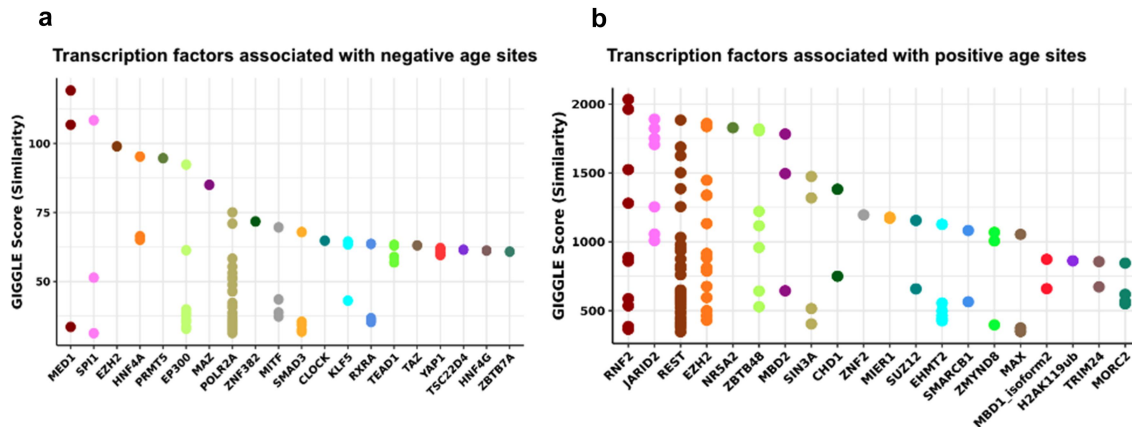 a
Transcription factors associated with negative age sites
GIGGLE Score (Similarity)
100
75
50
MED1
SPI1
EZH2
HNF4A
PRMT5
EP300
MAZ
POLR2A
ZNF382
MITF
SMAD3
CLOCK
KLF5
RXRA
TEAD1
TAZ
YAP1
TSC22D4
HNF4G
ZBTB7A
b
Transcription factors associated with positive age sites
GIGGLE Score (Similarity)
2000
1500
1000
500
RNF2
JARID2
REST
EZH2
NR5A2
ZBTB48
MBD2
SIN3A
CHD1
ZNF2
MIER1
SUZ12
EHMT2
SMARCB1
ZMYND8
MAX
MBD1_isoform2
H2AK119ub
TRIM24
MORC2